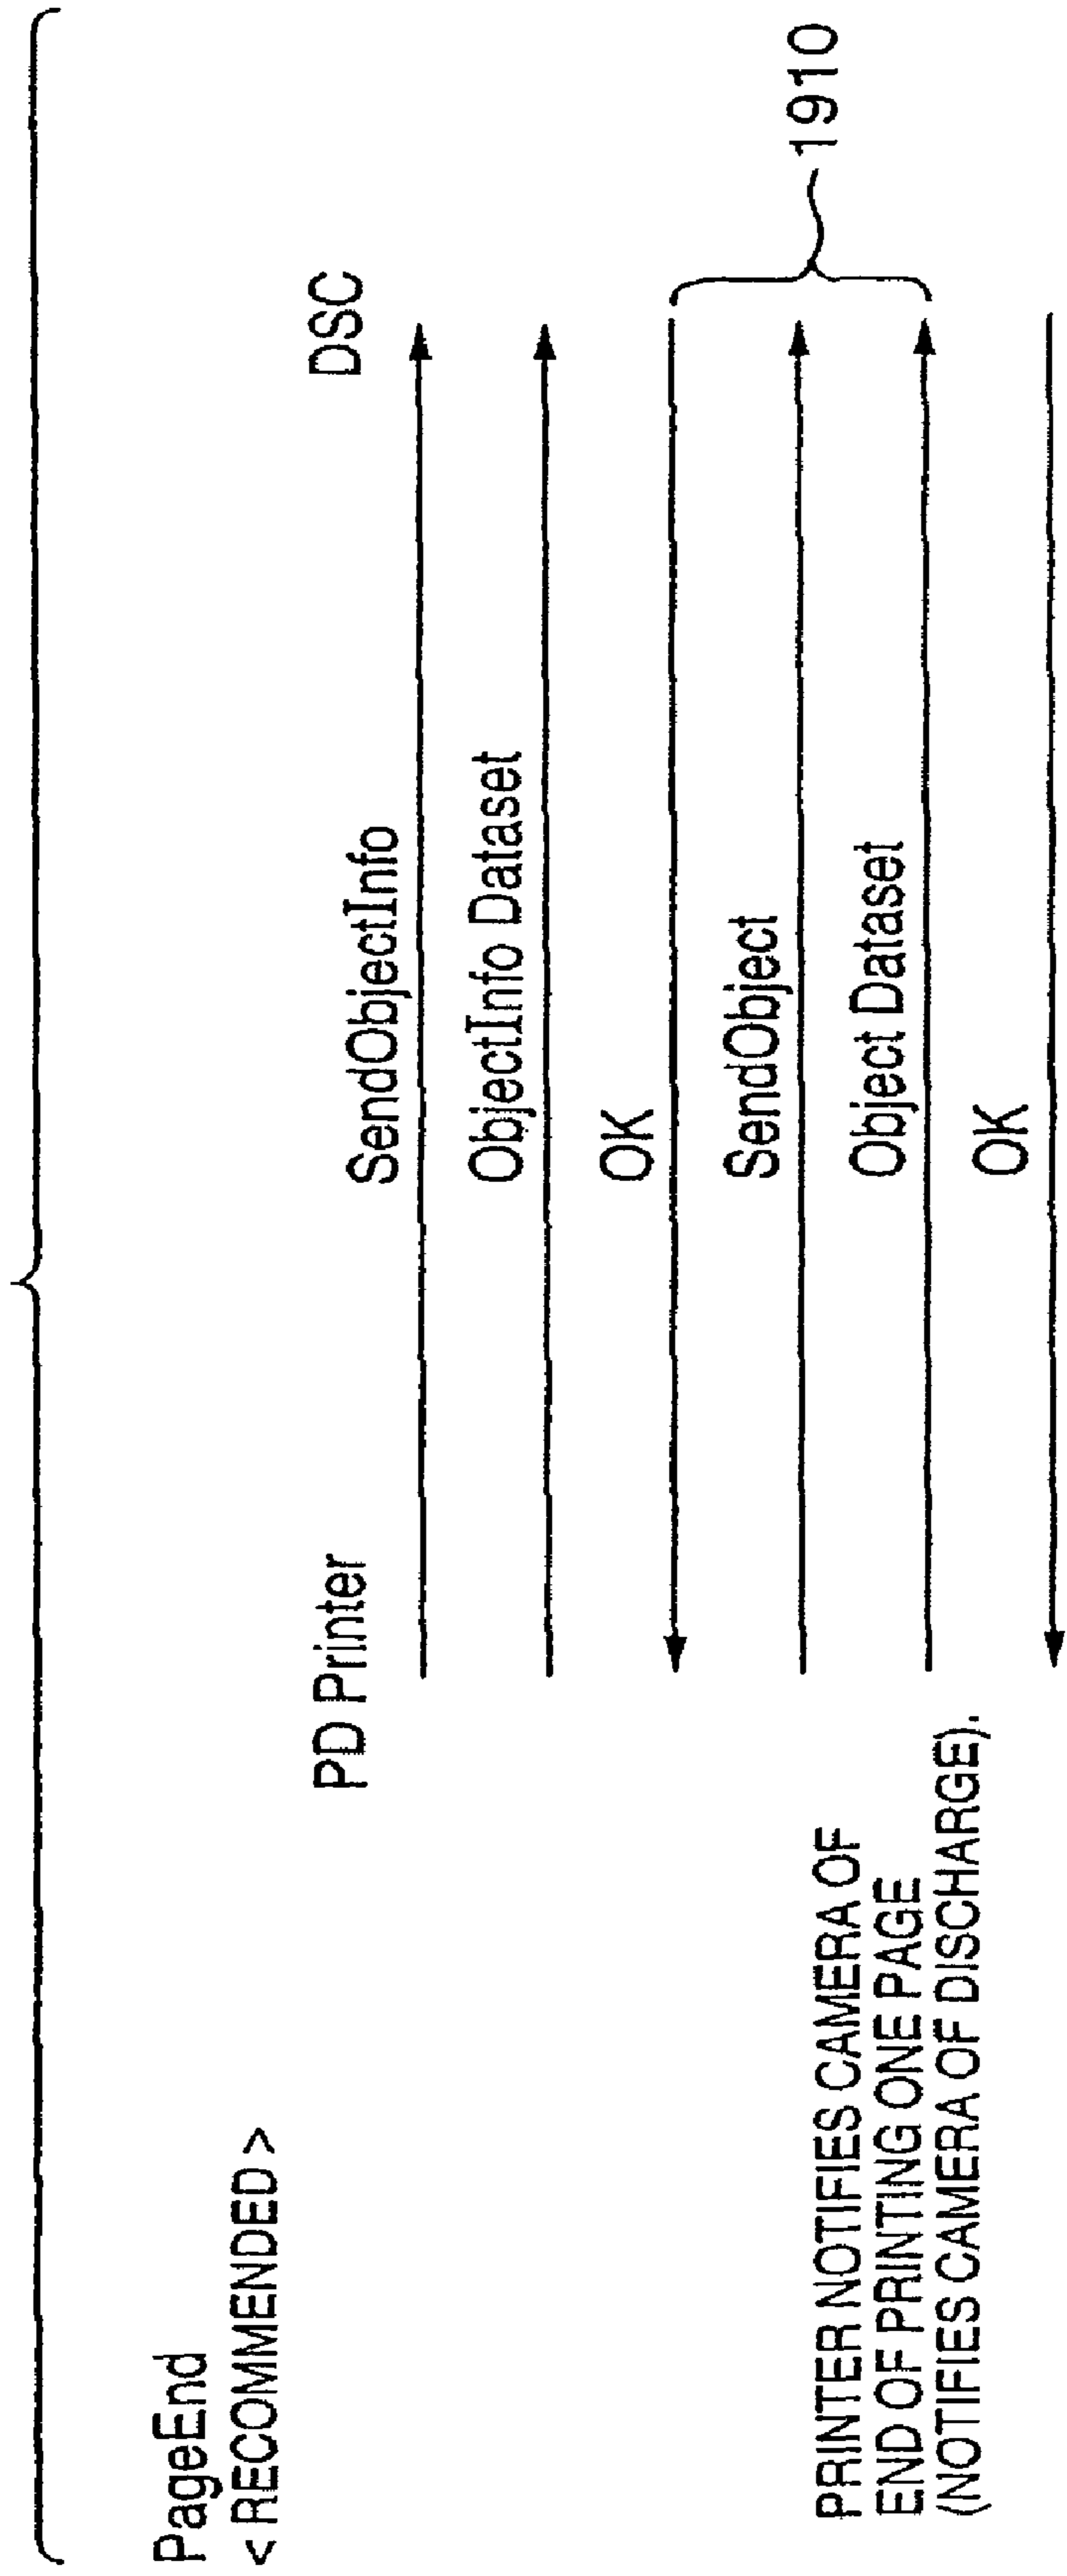 PageEnd
< RECOMMENDED >
PD Printer
DSC
SendObjectInfo
ObjectInfo Dataset
OK
SendObject
Object Dataset
OK
1910
PRINTER NOTIFIES CAMERA OF
END OF PRINTING ONE PAGE
(NOTIFIES CAMERA OF DISCHARGE).